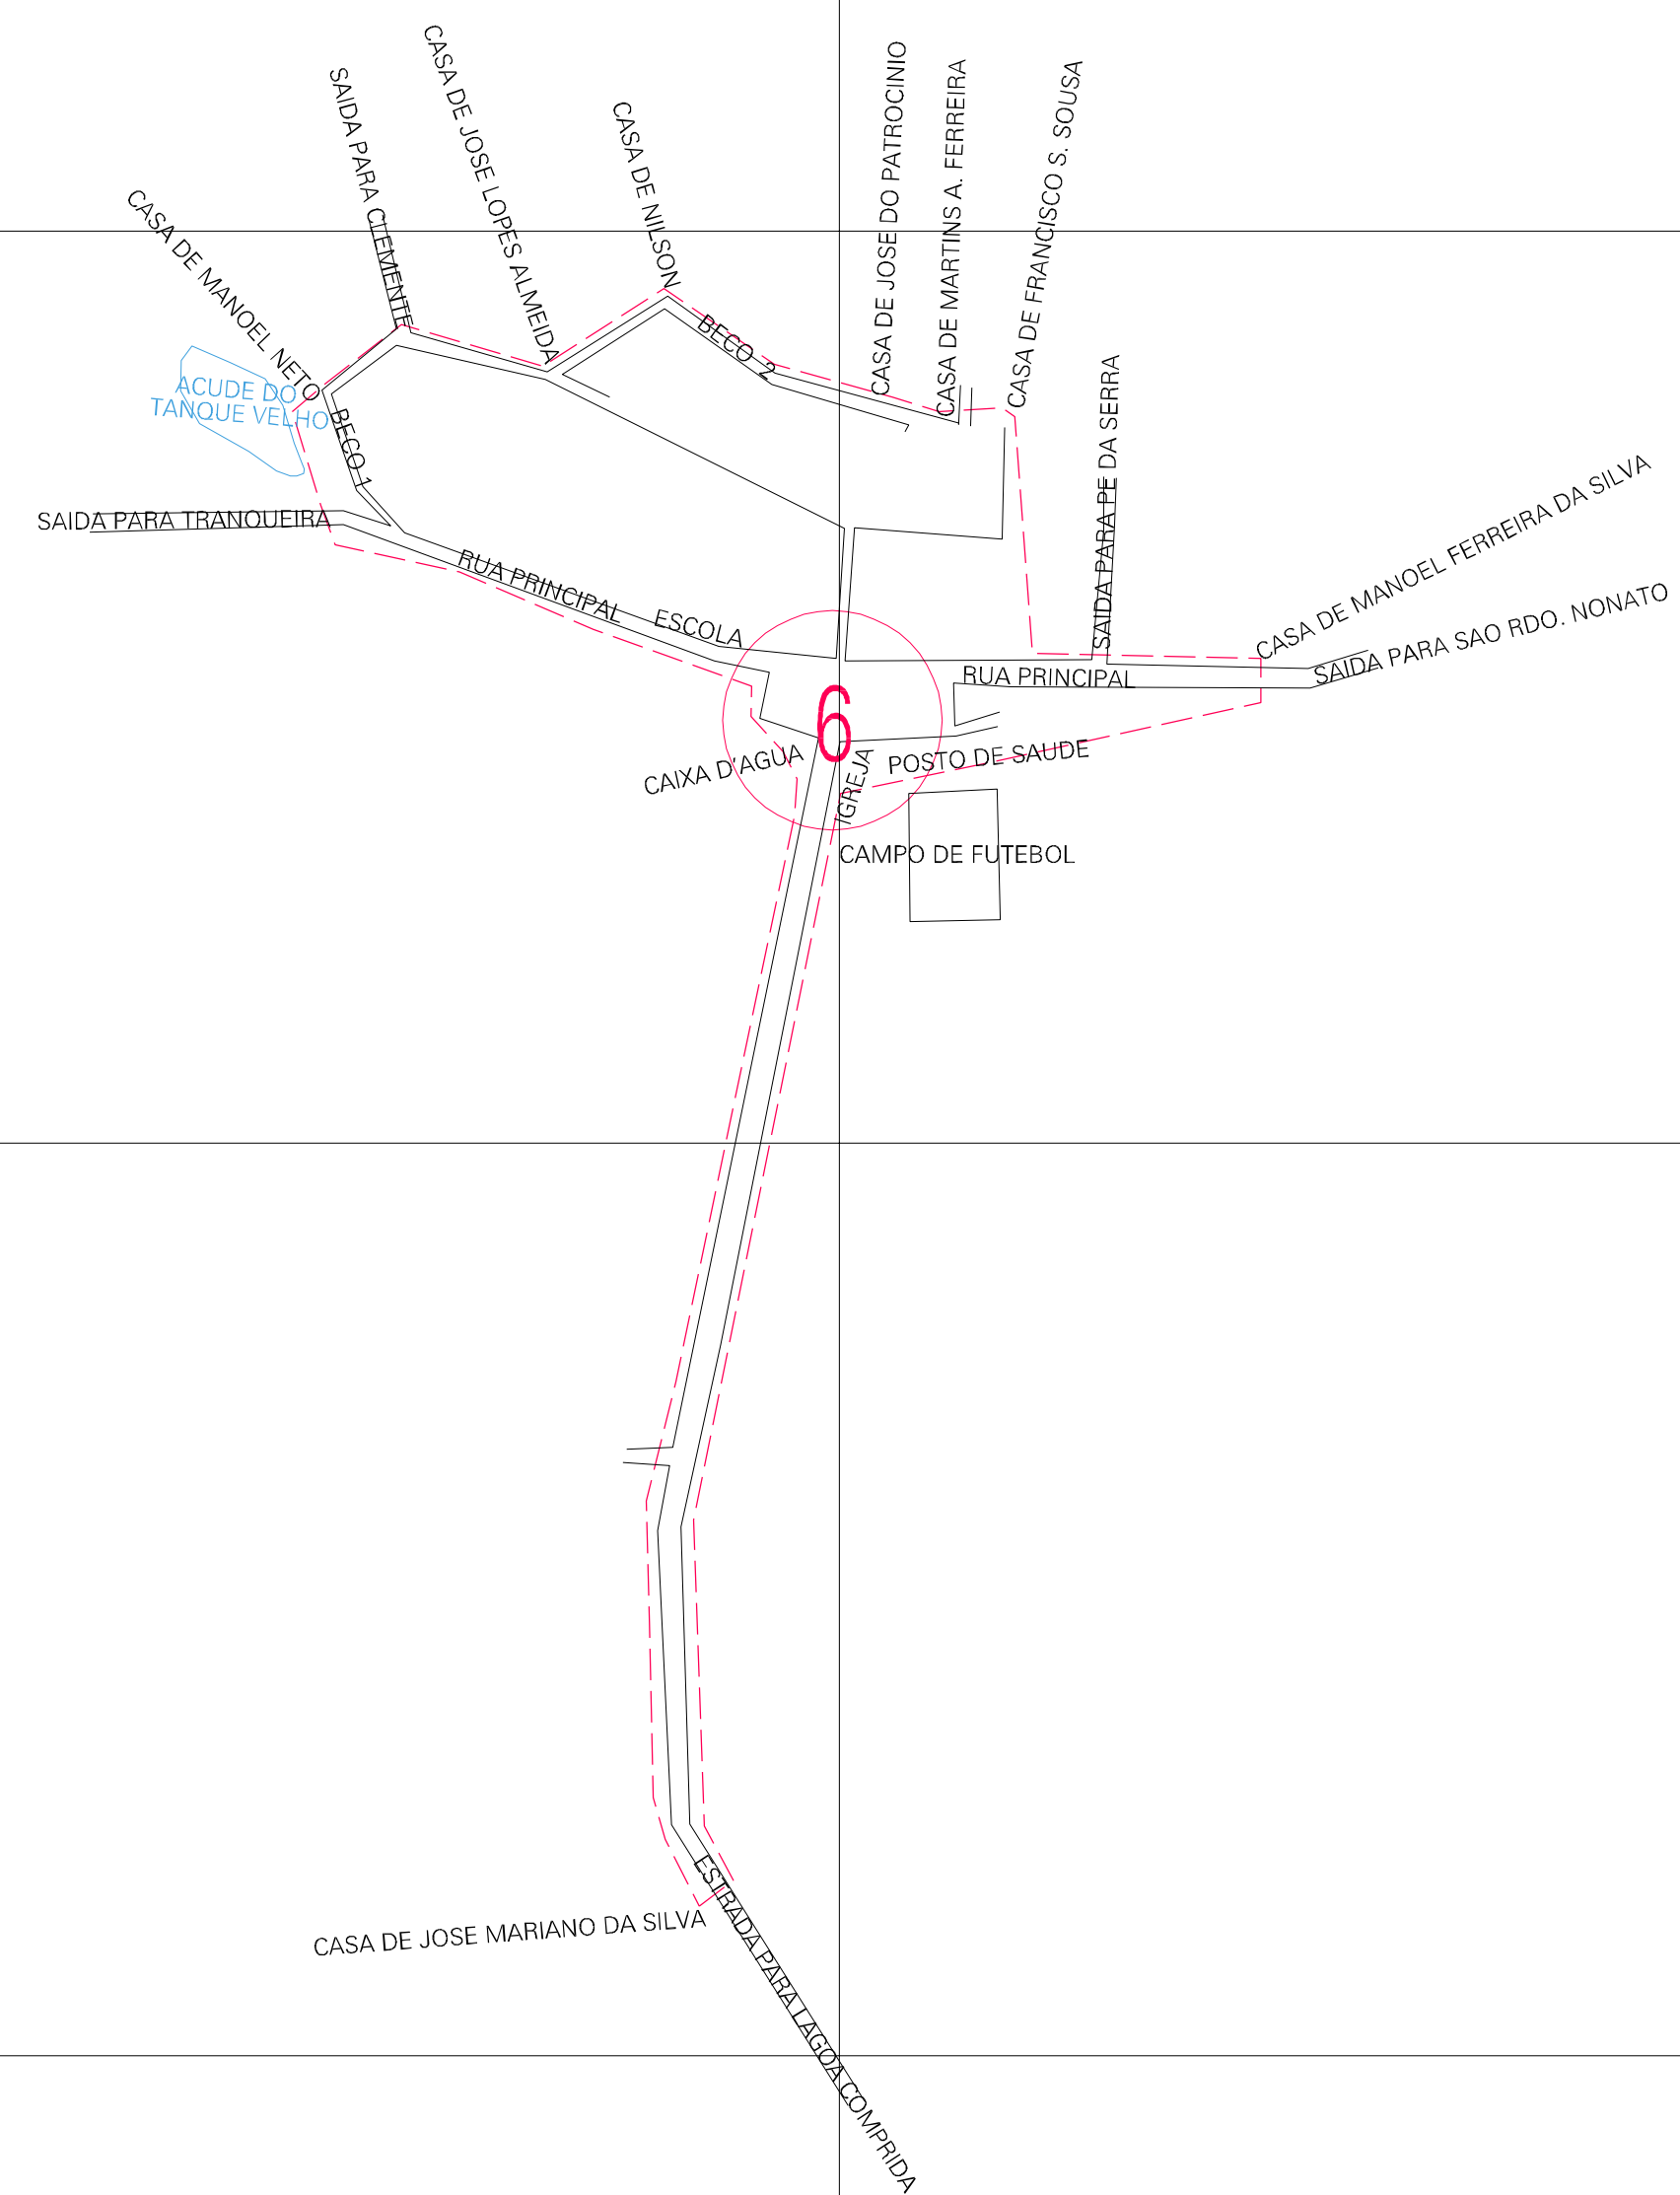 CASA DE JOSE LOPES ALMEIDA
SAIDA PARA CLEMENTE
CASA DE NILSON
CASA DE JOSE DO PATROCINIO
CASA DE MARTINS A. FERREIRA
CASA DE FRANCISCO S. SOUSA
CASA DE MANOEL NETO
BECO 2
ACUDE DO
TANQUE VELHO
BECO 1
SAIDA PARA PE DA SERRA
CASA DE MANOEL FERREIRA DA SILVA
SAIDA PARA TRANQUEIRA
RUA PRINCIPAL
ESCOLA
SAIDA PARA SAO RDO. NONATO
RUA PRINCIPAL
6
CAIXA D'AGUA
IGREJA
POSTO DE SAUDE
CAMPO DE FUTEBOL
CASA DE JOSE MARIANO DA SILVA
ESTRADA PARA LAGOA COMPRIDA